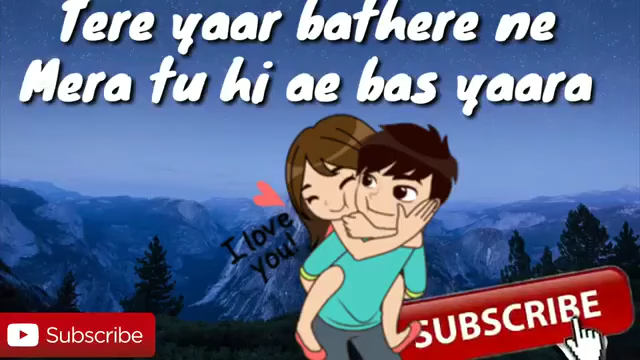 Tere yaar bathere ne
Mera tu hi ae bas yaara
I love
you!
SUBSCRIBE
Subscribe